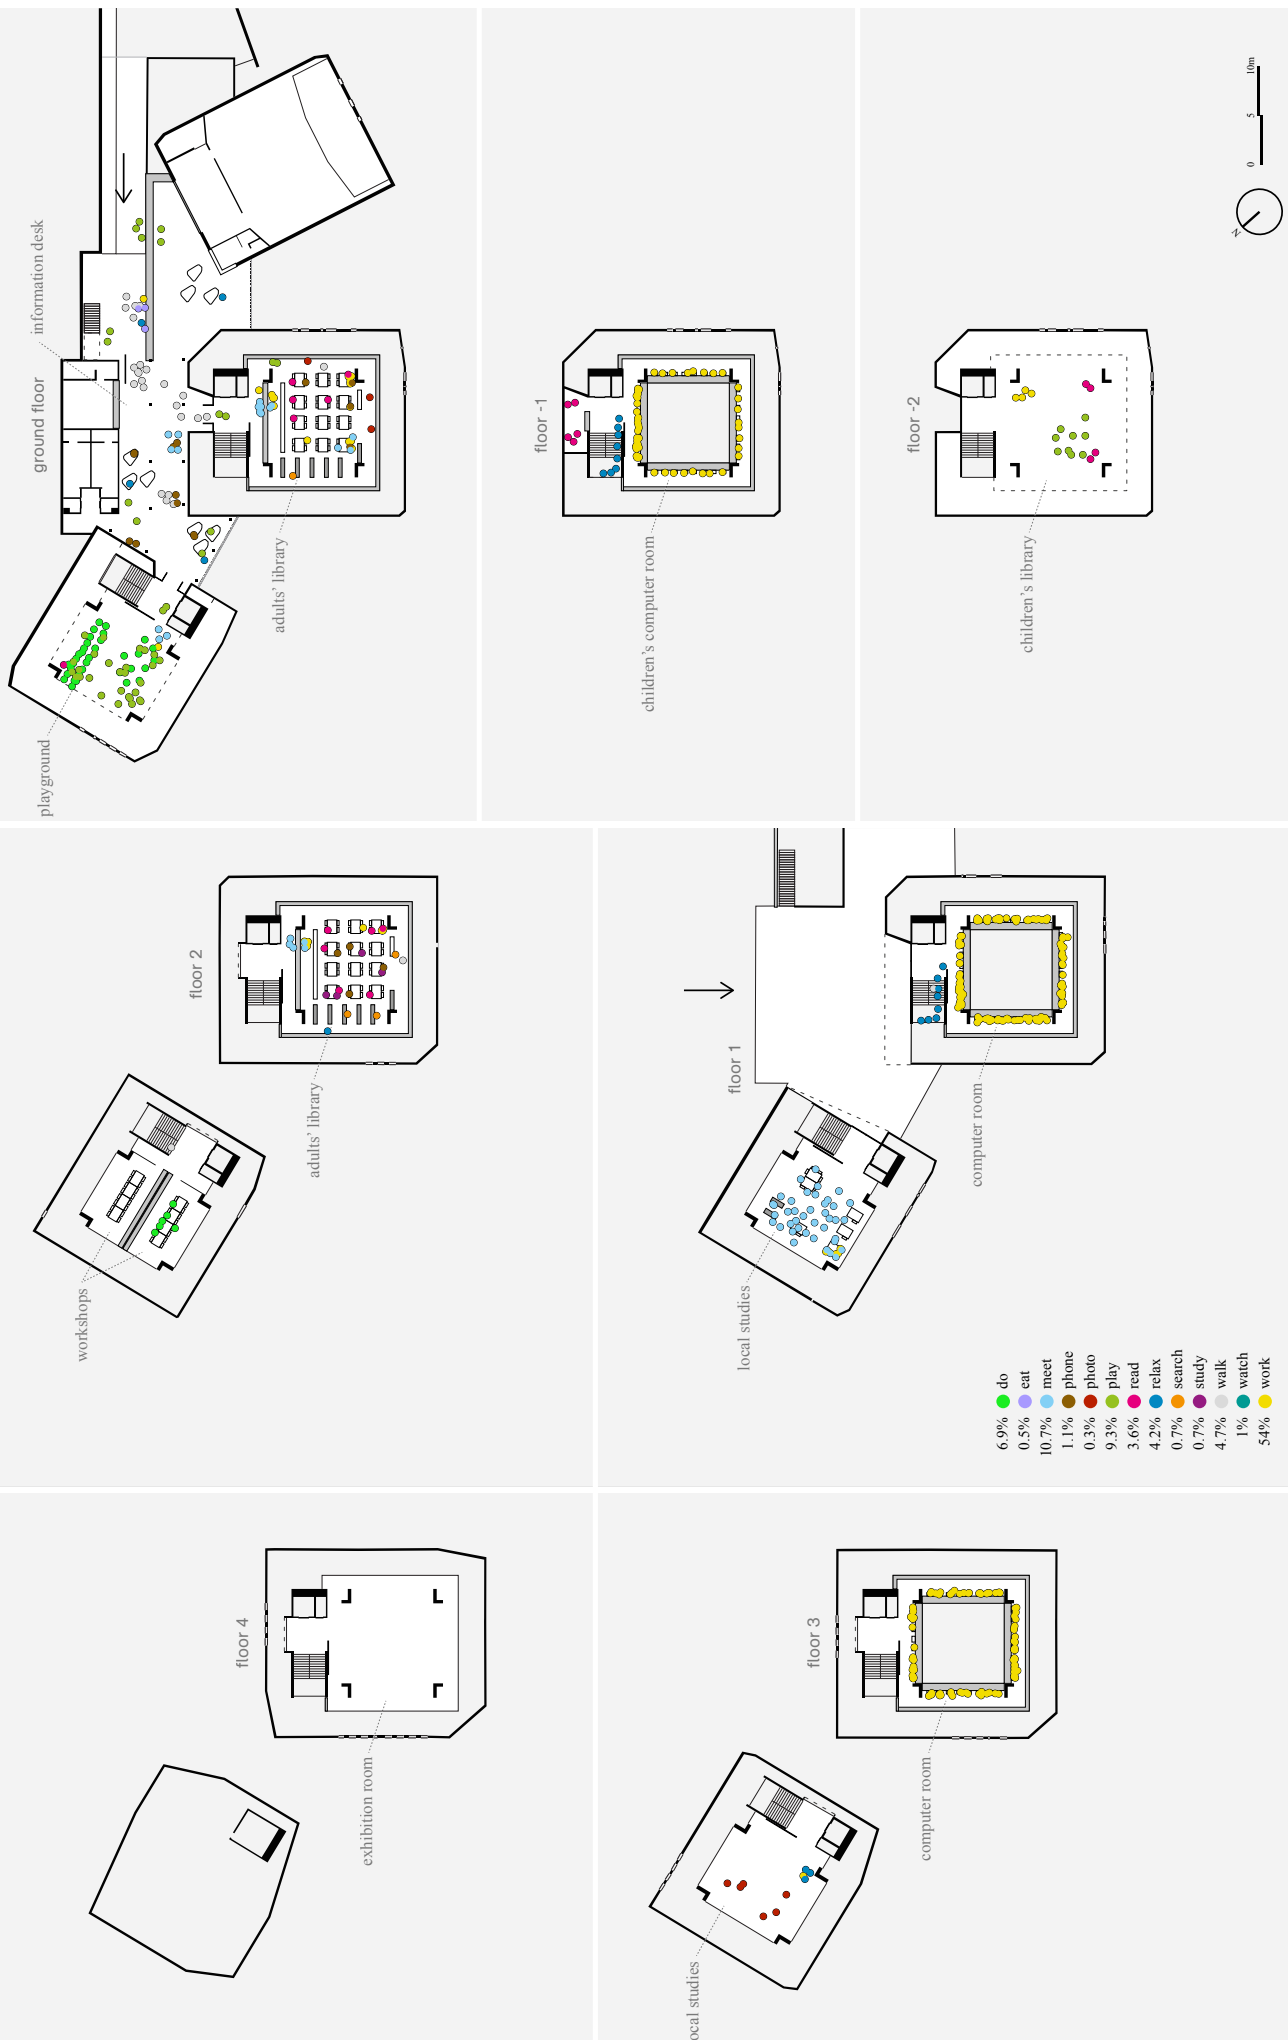 ground floor
information desk
playground
adults' library
floor -1
children's computer room
floor -2
children's library
0 5 10m
N
floor 2
workshops
adults' library
floor 1
local studies
computer room
6.9% do
0.5% eat
10.7% meet
1.1% phone
0.3% photo
9.3% play
3.6% read
4.2% relax
0.7% search
0.7% study
4.7% walk
1% watch
54% work
floor 4
exhibition room
floor 3
ocal studies
computer room